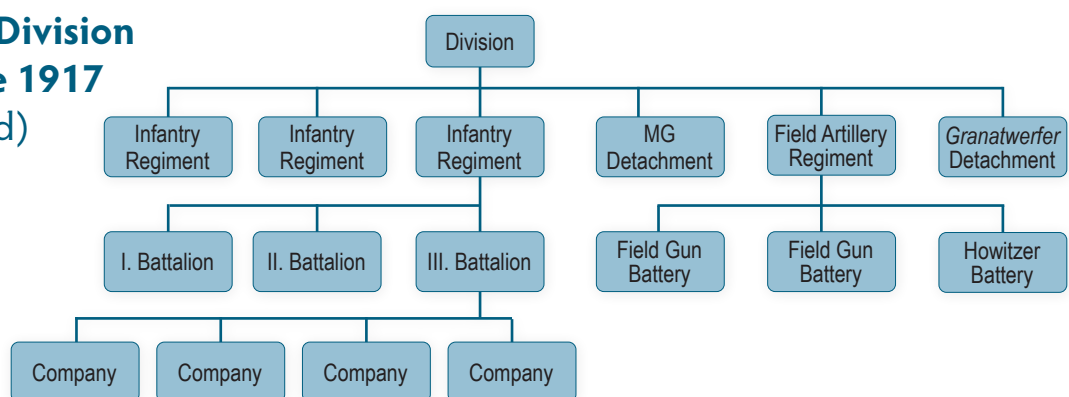 Division
1917
Division
Infantry
Regiment
Infantry
Regiment
Infantry
Regiment
MG
Detachment
Field Artillery
Regiment
Granatwerfer
Detachment
I. Battalion
II. Battalion
III. Battalion
Field Gun
Battery
Field Gun
Battery
Howitzer
Battery
Company
Company
Company
Company